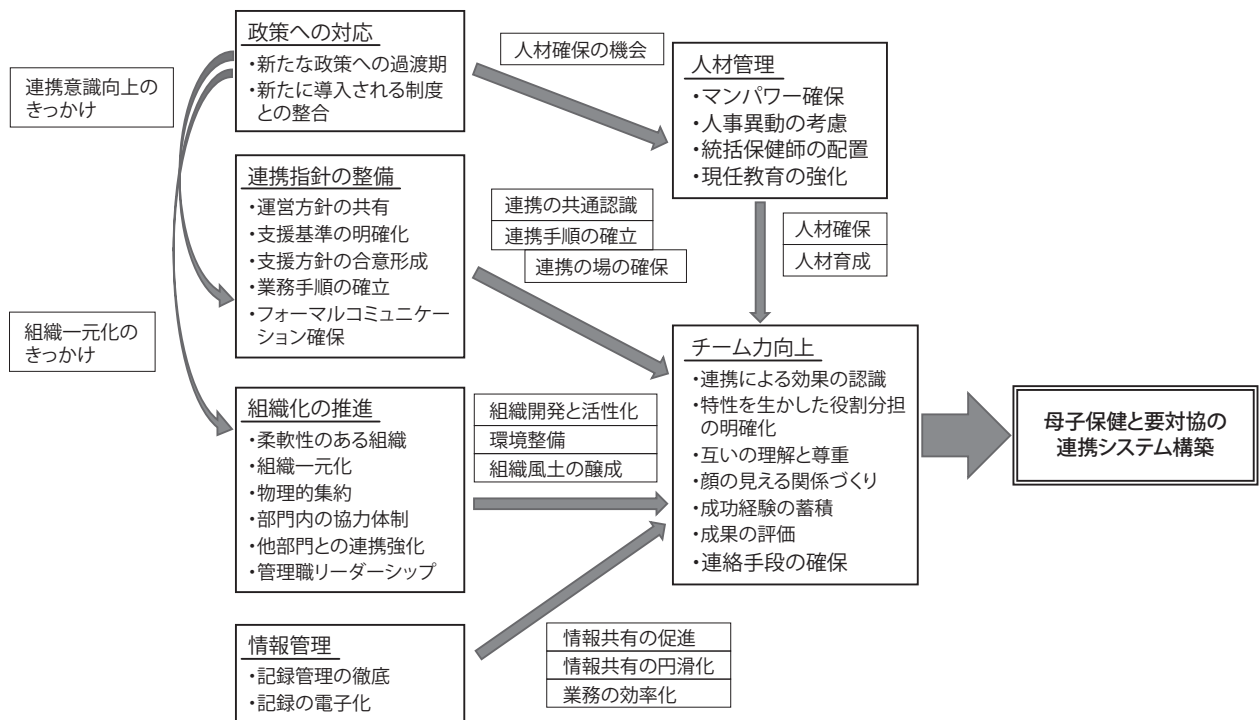 政策への対応
・新たな政策への過渡期
・新たに導入される制度
との整合
連携意識向上の
きっかけ
人材確保の機会
人材管理
・マンパワー確保
・人事異動の考慮
・統括保健師の配置
・現任教育の強化
連携指針の整備
・運営方針の共有
・支援基準の明確化
・支援方針の合意形成
・業務手順の確立
・フォーマルコミュニケー
ション確保
連携の共通認識
連携手順の確立
連携の場の確保
人材確保
人材育成
組織一元化の
きっかけ
組織化の推進
・柔軟性のある組織
・組織一元化
・物理的集約
・部門内の協力体制
・他部門との連携強化
・管理職リーダーシップ
組織開発と活性化
環境整備
組織風土の醸成
チーム力向上
・連携による効果の認識
・特性を生かした役割分担
の明確化
・互いの理解と尊重
・顔の見える関係づくり
・成功経験の蓄積
・成果の評価
・連絡手段の確保
母子保健と要対協の
連携システム構築
情報管理
・記録管理の徹底
・記録の電子化
情報共有の促進
情報共有の円滑化
業務の効率化